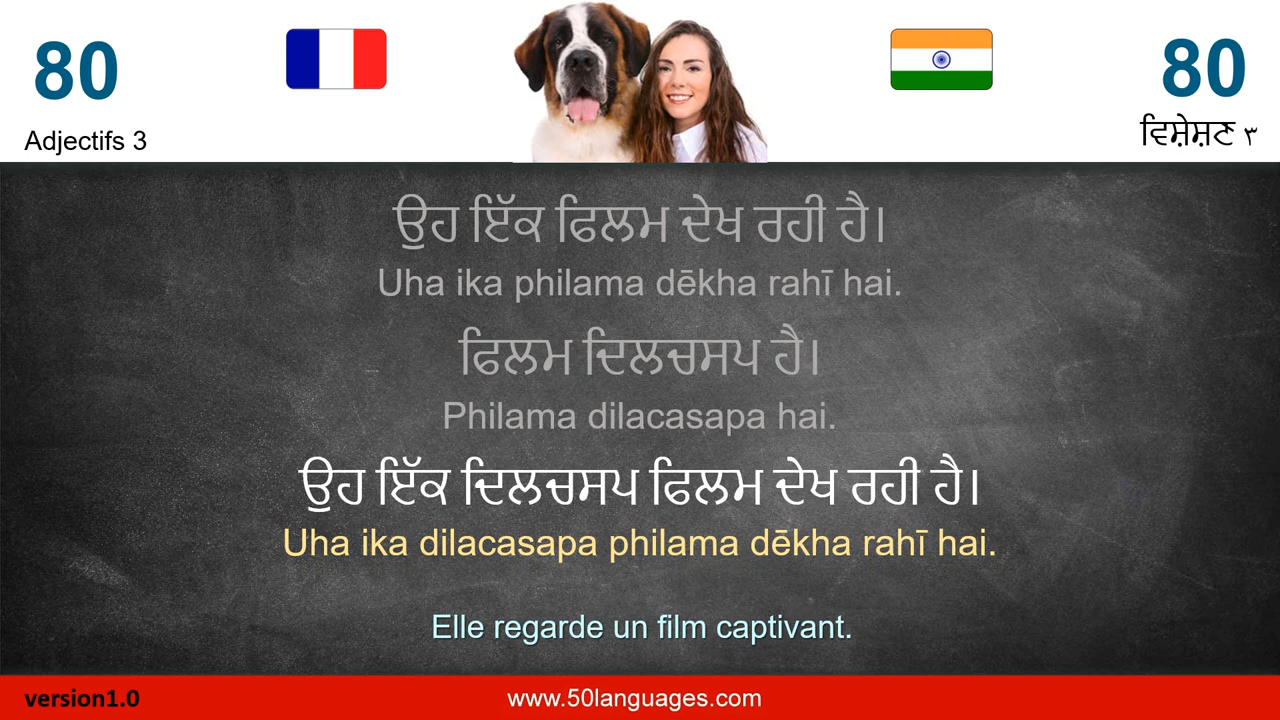 80
80
Adjectifs 3
ਵਿਸ਼ੇਸ਼ਣ ੩
ਉਹ ਇੱਕ ਫਿਲਮ ਦੇਖ ਰਹੀ ਹੈ।
Uha ika philama dēkha rahī hai.
ਫਿਲਮ ਦਿਲਚਸਪ ਹੈ।
Philama dilacasapa hai.
ਉਹ ਇੱਕ ਦਿਲਚਸਪ ਫਿਲਮ ਦੇਖ ਰਹੀ ਹੈ।
Uha ika dilacasapa philama dēkha rahī hai.
Elle regarde un film captivant.
version1.0
www.50languages.com